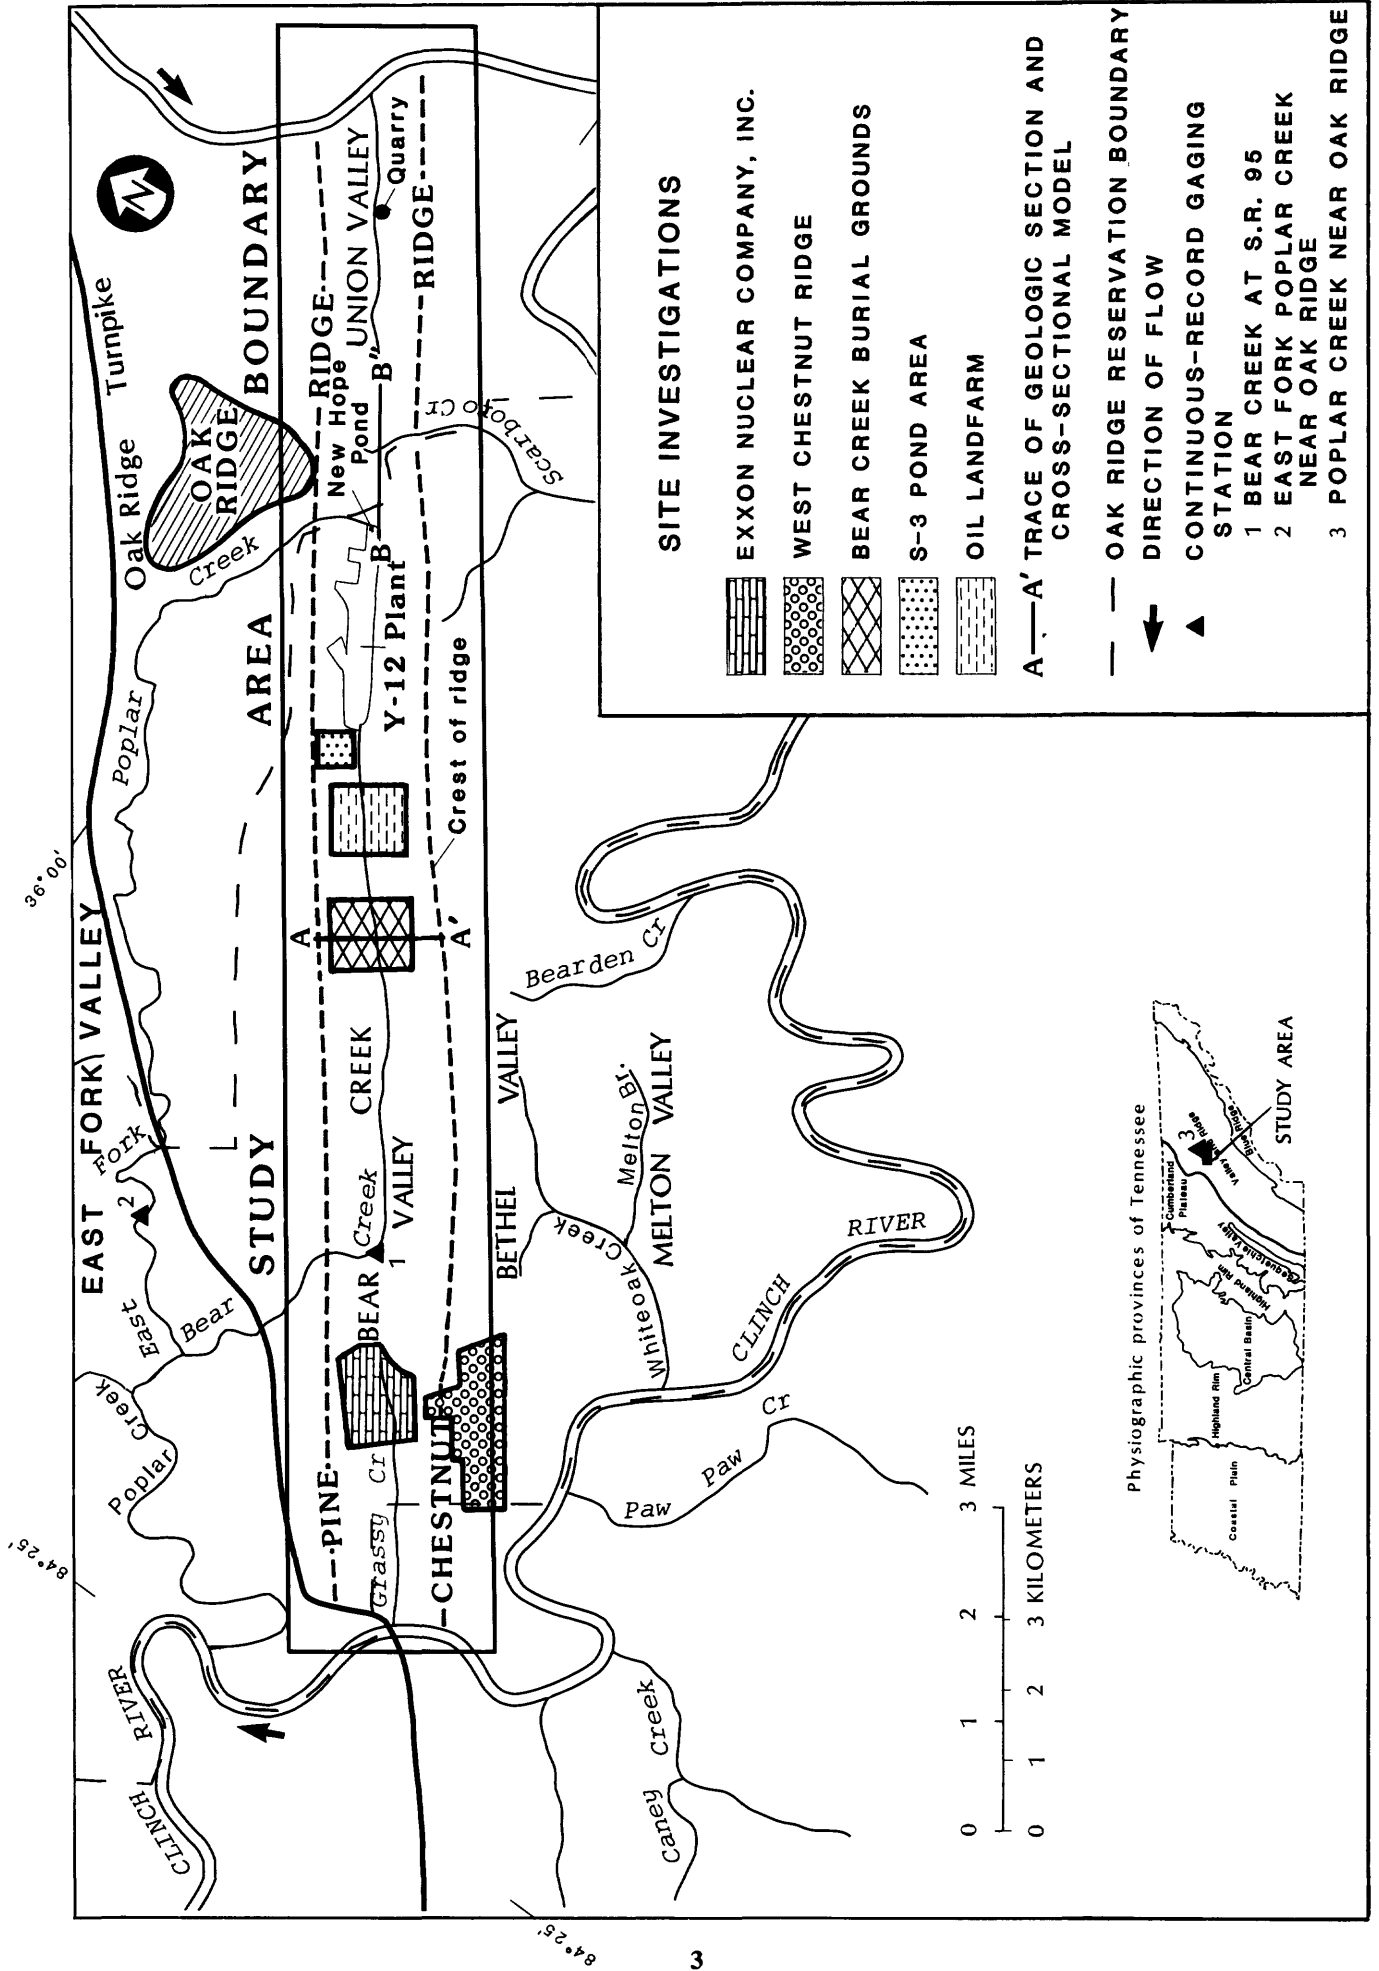 Oak Ridge Turnpike
36°00'
EAST FORK VALLEY
84°25'
OAK
RIDGE
N
Poplar
Creek
Fork
2
East
Bear
Creek
Poplar
STUDY AREA BOUNDARY
PINE
RIDGE
New Hope
Pond
UNION VALLEY
Quarry
B
B"
Y-12 Plant
Scarboro Cr
A
A'
Crest of ridge
BEAR CREEK
VALLEY
Creek
1
Grassy Cr
CHESTNUT
RIDGE
BETHEL VALLEY
Bearden Cr
Melton Br.
MELTON VALLEY
Whiteoak Creek
CLINCH RIVER
CLINCH RIVER
Paw Paw Cr
Caney Creek
84°25'
0 1 2 3 MILES
0 1 2 3 KILOMETERS
Physiographic provinces of Tennessee
Coastal Plain
Highland Rim
Central Basin
Highland Rim
Sequatchie Valley
Cumberland
Plateau
Valley and Ridge
Blue Ridge
3
STUDY AREA
SITE INVESTIGATIONS
EXXON NUCLEAR COMPANY, INC.
WEST CHESTNUT RIDGE
BEAR CREEK BURIAL GROUNDS
S-3 POND AREA
OIL LANDFARM
A—A' TRACE OF GEOLOGIC SECTION AND
CROSS-SECTIONAL MODEL
OAK RIDGE RESERVATION BOUNDARY
DIRECTION OF FLOW
CONTINUOUS-RECORD GAGING
STATION
1 BEAR CREEK AT S.R. 95
2 EAST FORK POPLAR CREEK
NEAR OAK RIDGE
3 POPLAR CREEK NEAR OAK RIDGE
3